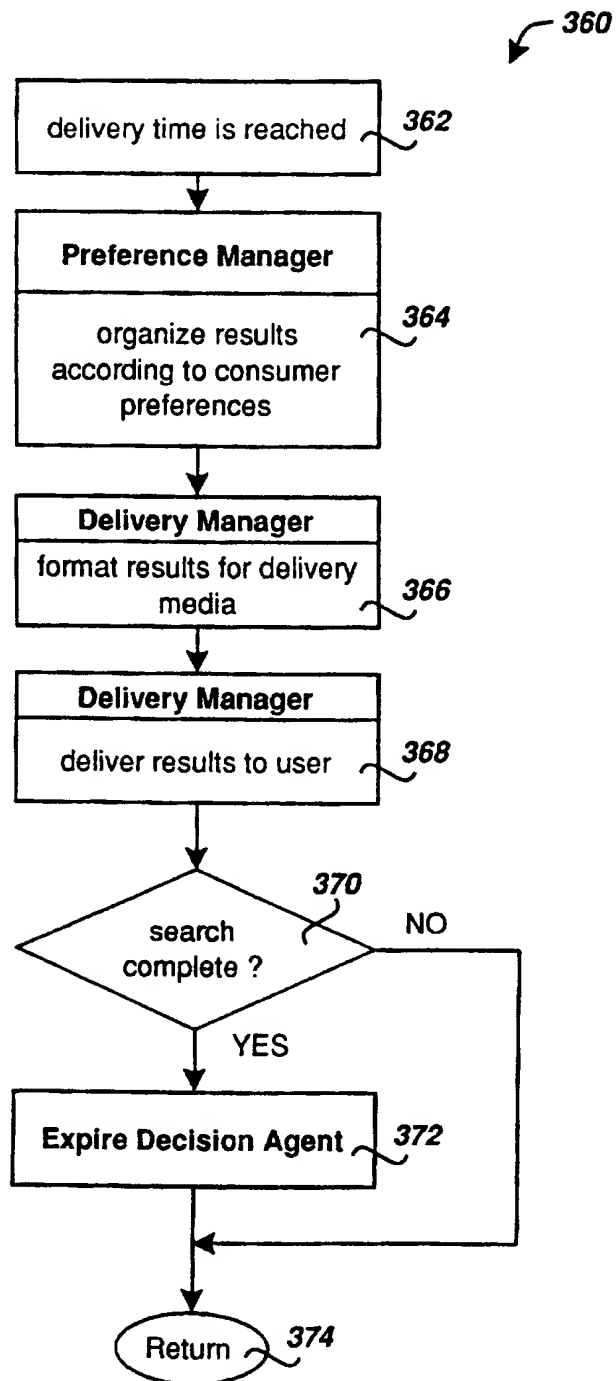 360
delivery time is reached
362
Preference Manager
organize results
according to consumer
preferences
364
Delivery Manager
format results for delivery
media
366
Delivery Manager
deliver results to user
368
370
search
complete ?
NO
YES
Expire Decision Agent
372
Return
374